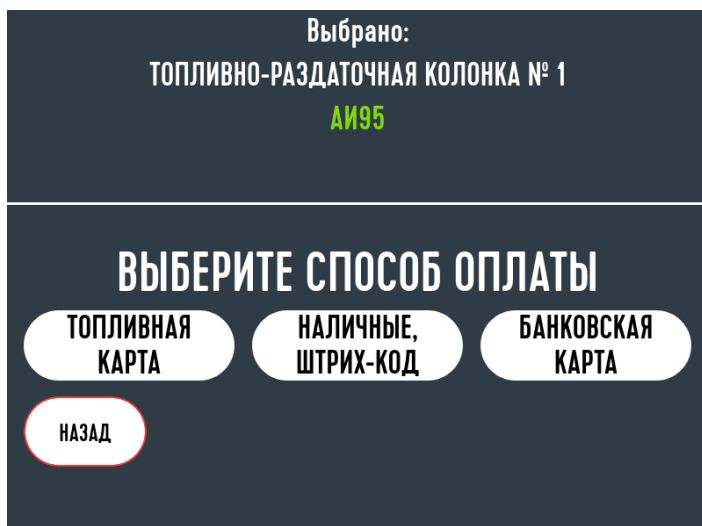 Выбрано:
ТОПЛИВНО-РАЗДАТОЧНАЯ КОЛОНКА № 1
АИ95
ВЫБЕРИТЕ СПОСОБ ОПЛАТЫ
ТОПЛИВНАЯ
КАРТА
НАЛИЧНЫЕ,
ШТРИХ-КОД
БАНКОВСКАЯ
КАРТА
НАЗАД